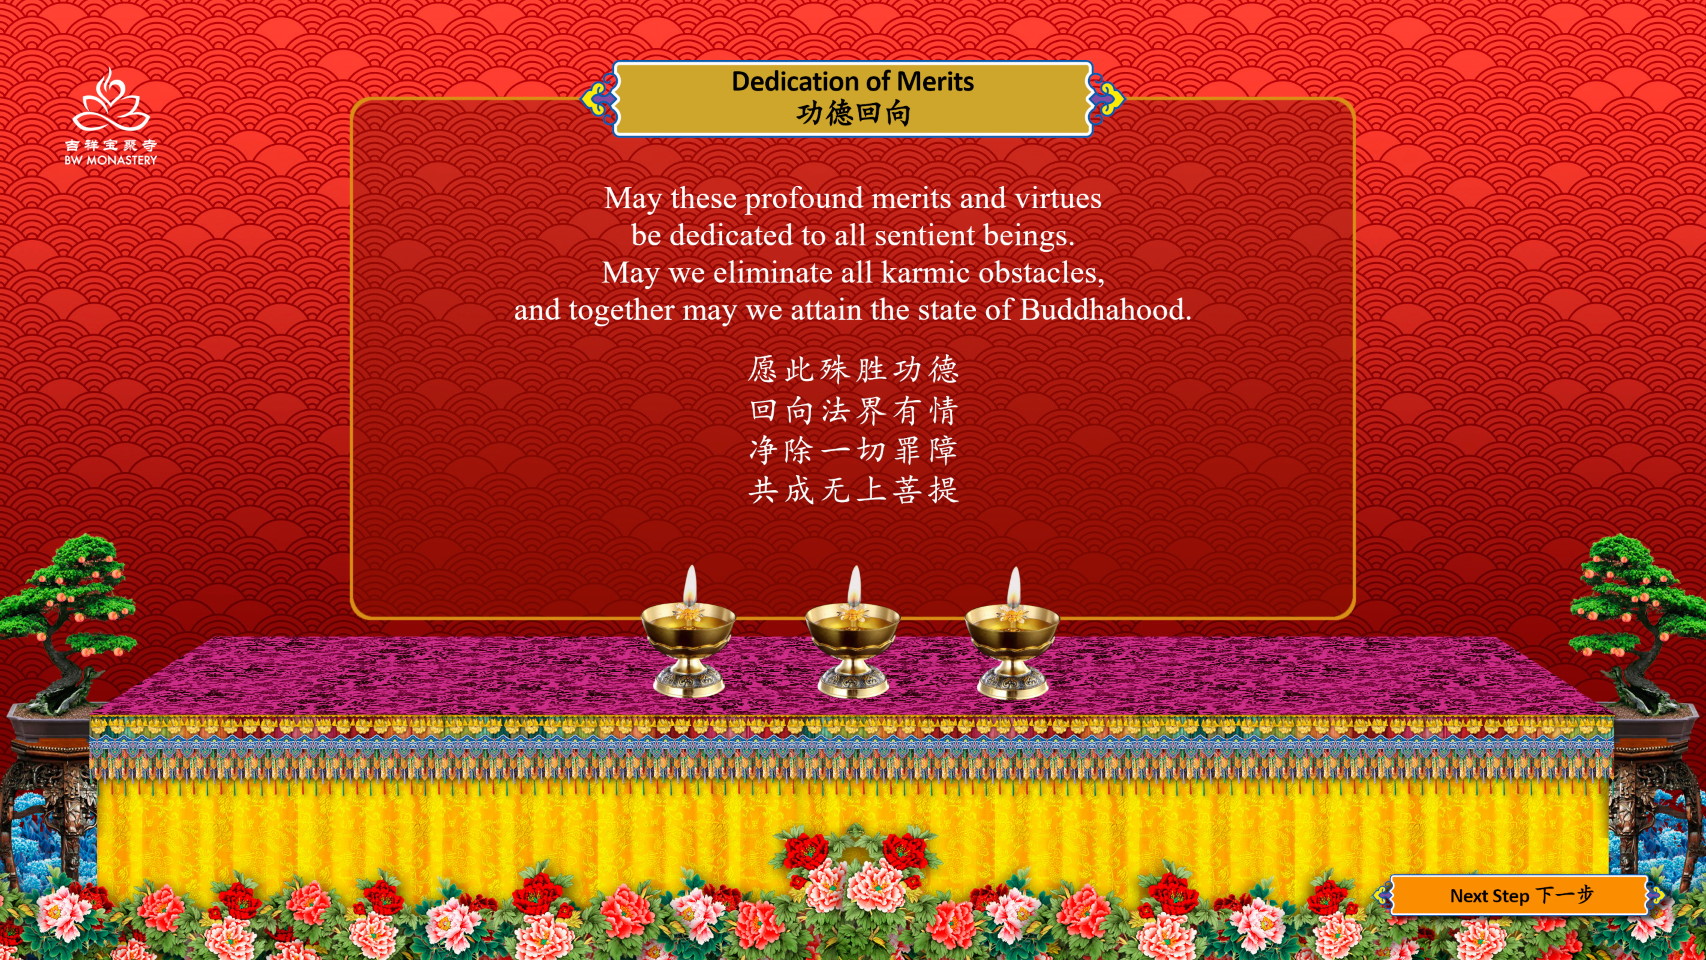 吉祥宝聚寺
BW MONASTERY
Dedication of Merits
功德回向
May these profound merits and virtues
be dedicated to all sentient beings.
May we eliminate all karmic obstacles,
and together may we attain the state of Buddhahood.
愿此殊胜功德
回向法界有情
净除一切罪障
共成无上菩提
Next Step 下一步